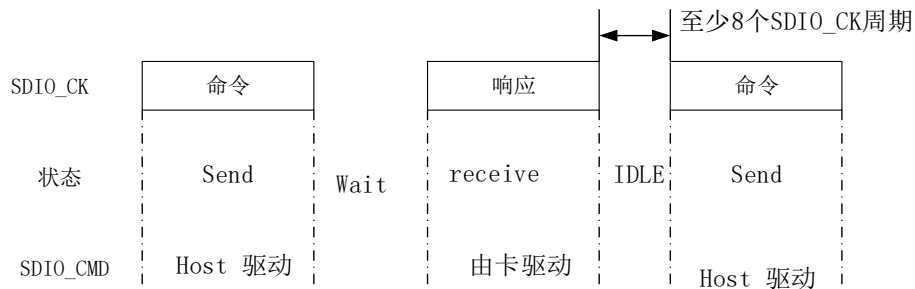 至少8个SDIO_CK周期
SDIO_CK 命令 响应 命令
状态 Send Wait receive IDLE Send
SDIO_CMD Host 驱动 由卡驱动 Host 驱动